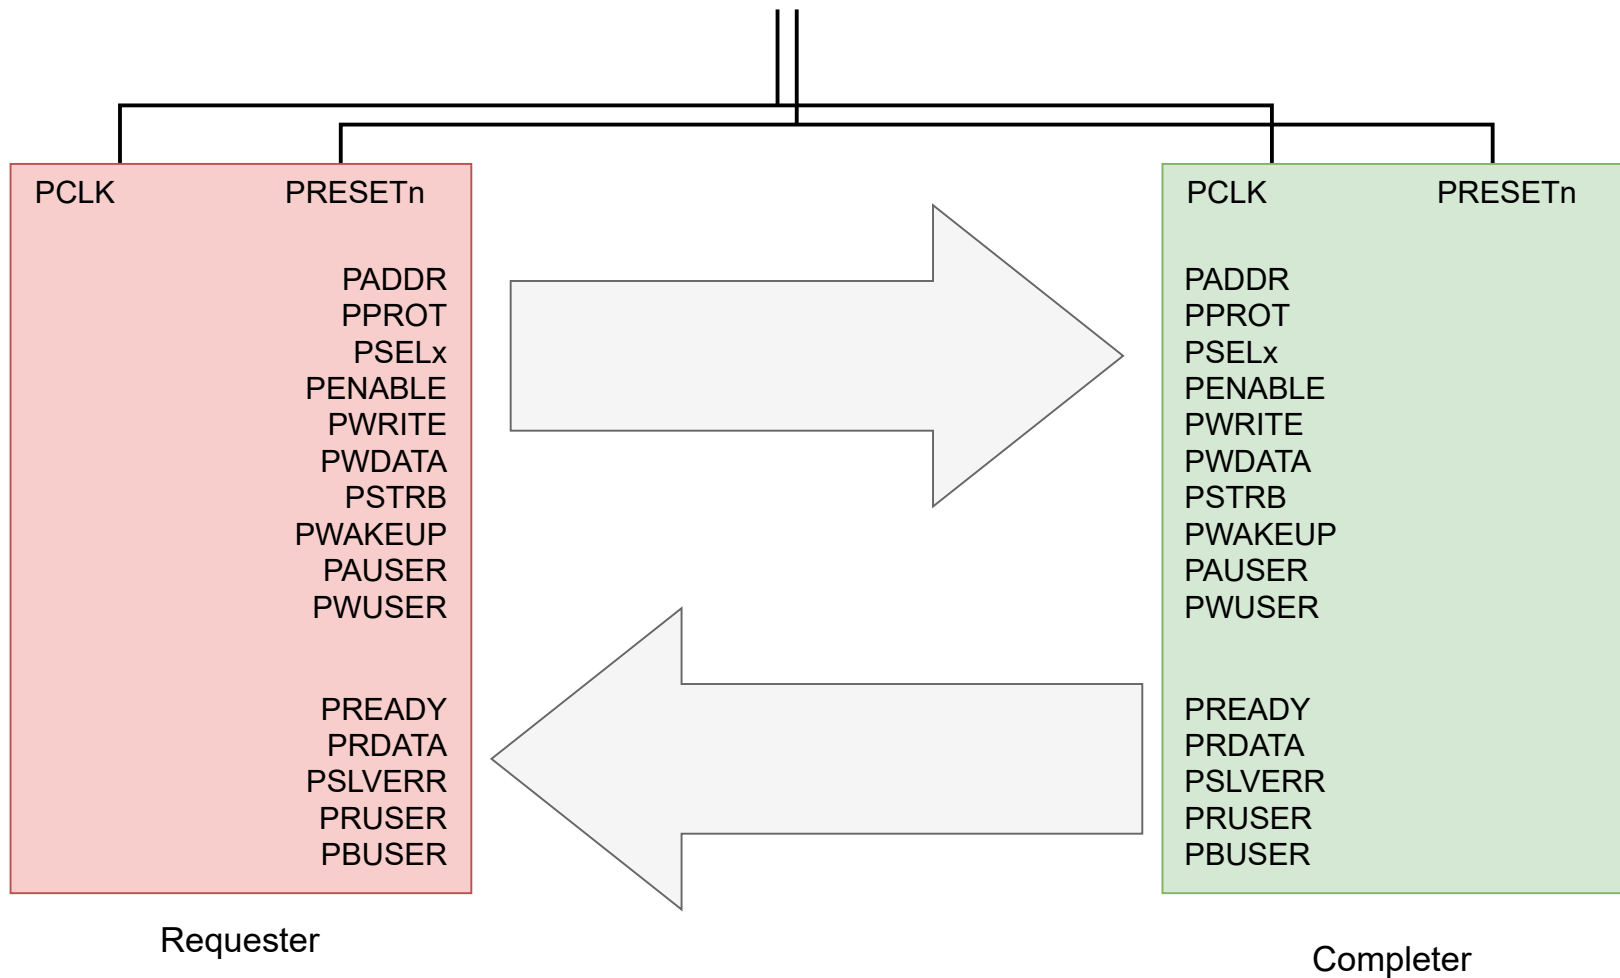 PCLK PRESETn
PADDR
PPROT
PSELx
PENABLE
PWRITE
PWDATA
PSTRB
PWAKEUP
PAUSER
PWUSER
PREADY
PRDATA
PSLVERR
PRUSER
PBUSER
Requester
PCLK PRESETn
PADDR
PPROT
PSELx
PENABLE
PWRITE
PWDATA
PSTRB
PWAKEUP
PAUSER
PWUSER
PREADY
PRDATA
PSLVERR
PRUSER
PBUSER
Completer